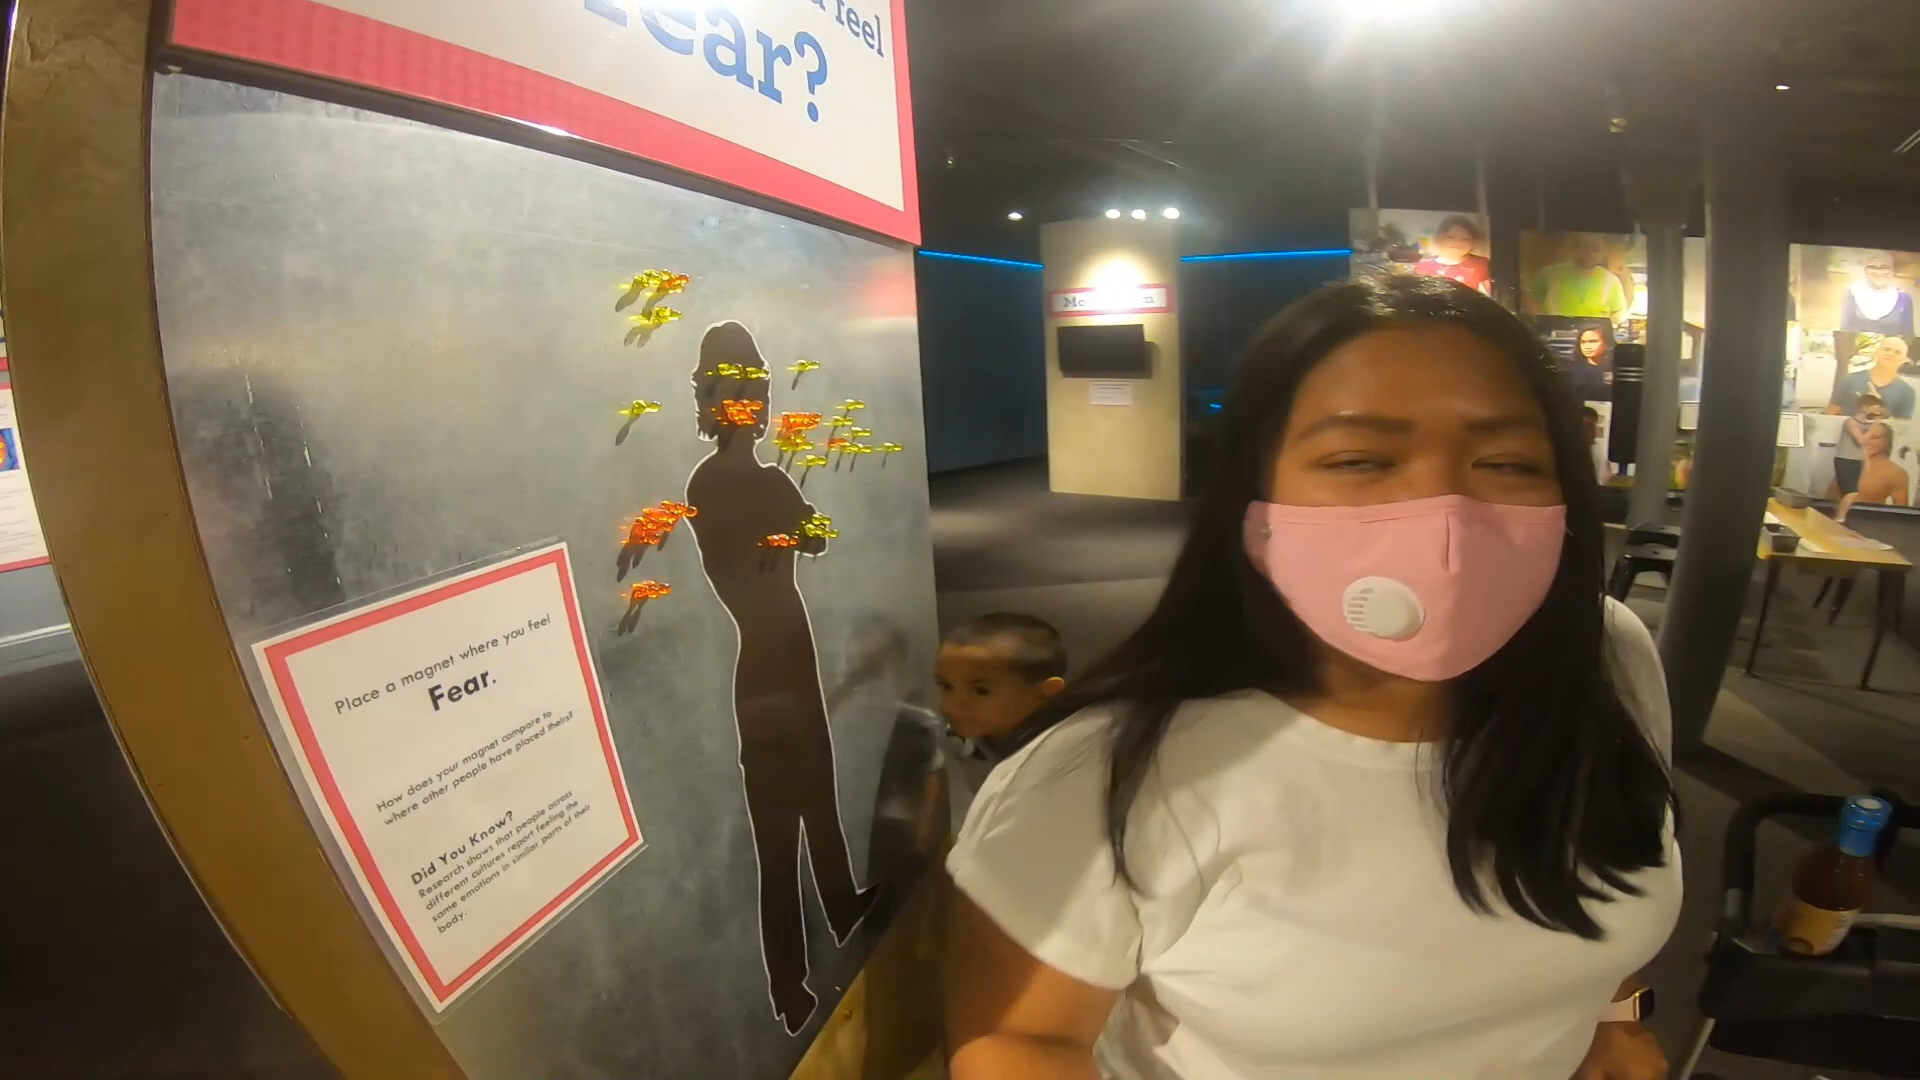 feel
fear?
Place a magnet where you feel
Fear.
How does your magnet compare to
where other people have placed theirs?
Did You Know?
Research shows that people across
different cultures report feeling the
same emotions in similar parts of their
body.